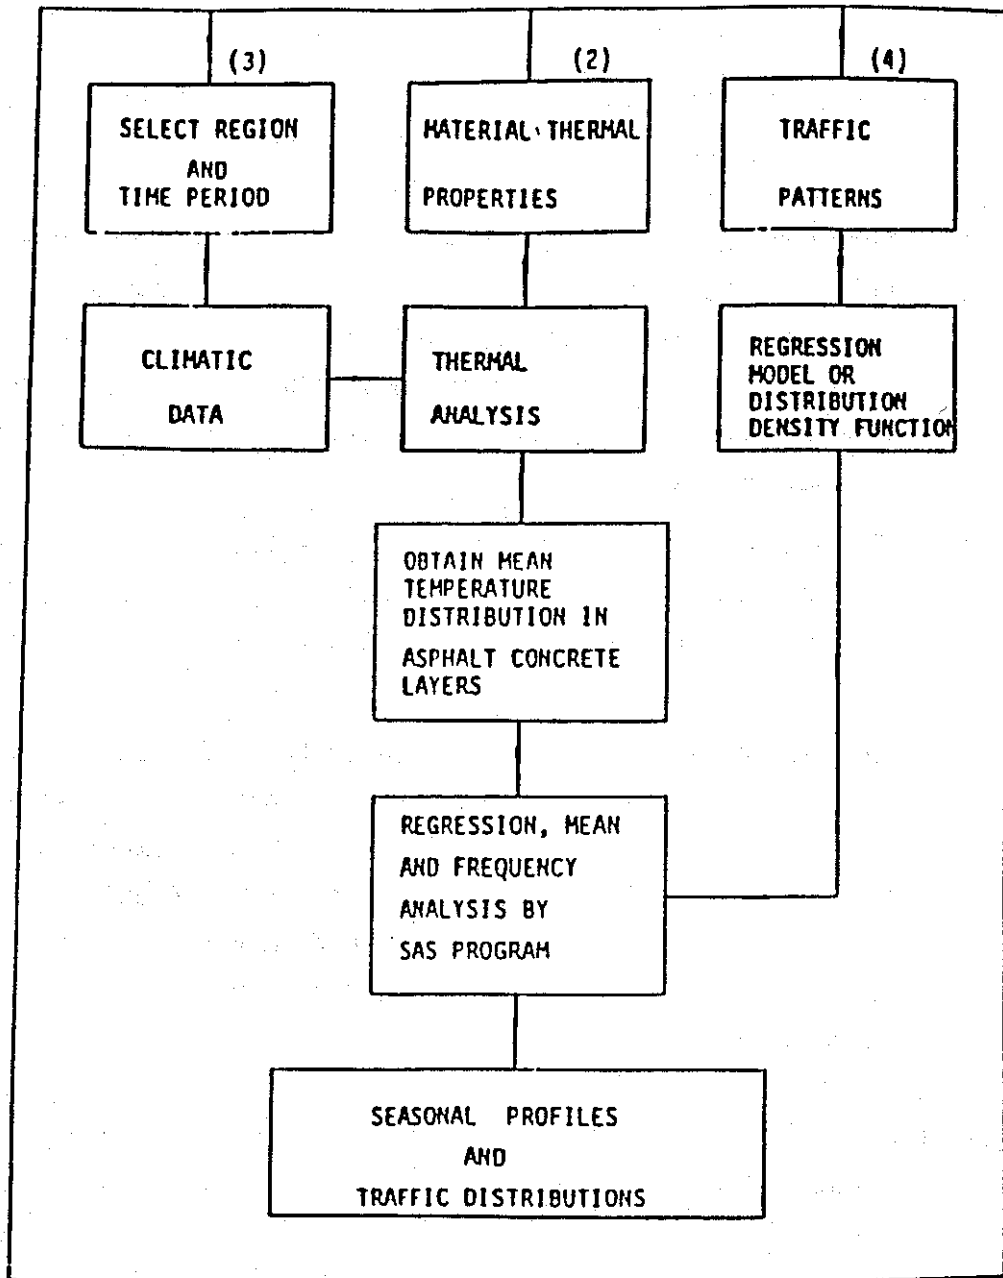 (3)
SELECT REGION
AND
TIME PERIOD
(2)
MATERIAL THERMAL
PROPERTIES
(4)
TRAFFIC
PATTERNS
CLIMATIC
DATA
THERMAL
ANALYSIS
REGRESSION
MODEL OR
DISTRIBUTION
DENSITY FUNCTION
OBTAIN MEAN
TEMPERATURE
DISTRIBUTION IN
ASPHALT CONCRETE
LAYERS
REGRESSION, MEAN
AND FREQUENCY
ANALYSIS BY
SAS PROGRAM
SEASONAL PROFILES
AND
TRAFFIC DISTRIBUTIONS